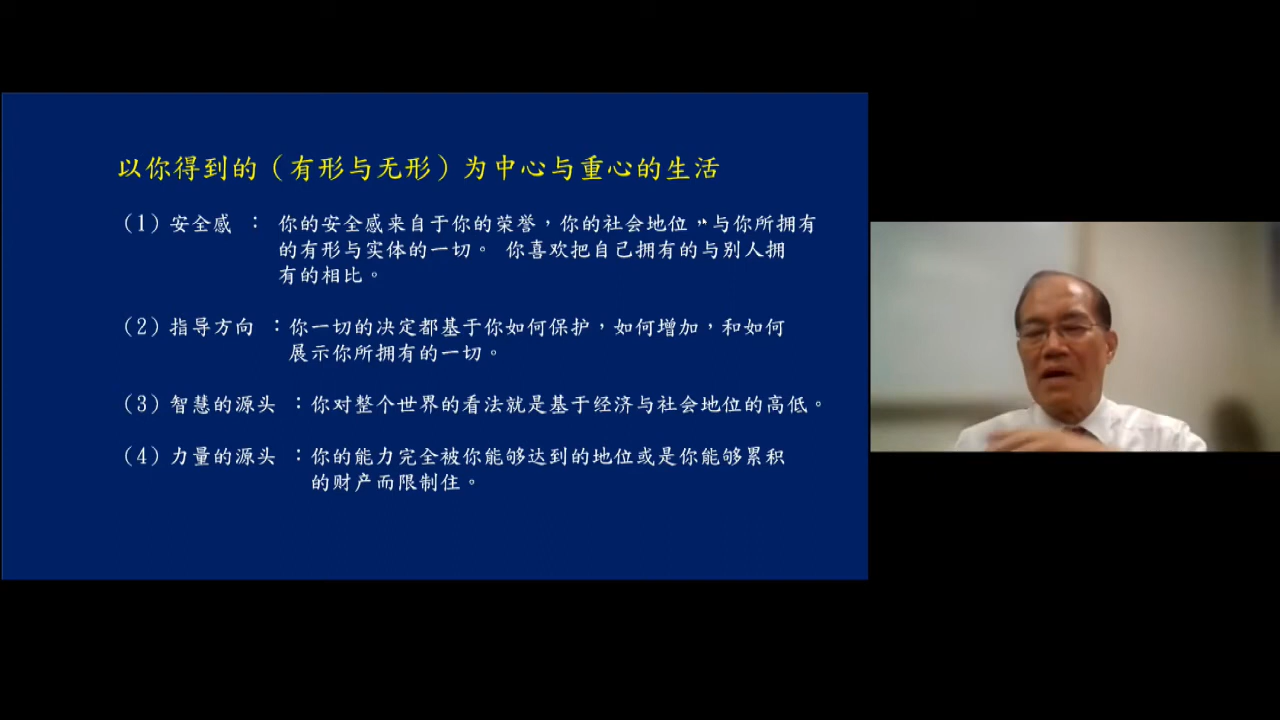 以你得到的（有形与无形）为中心与重心的生活
（1）安全感 ： 你的安全感来自于你的荣誉，你的社会地位，与你所拥有
的有形与实体的一切。 你喜欢把自己拥有的与别人拥
有的相比。
（2）指导方向 ：你一切的决定都基于你如何保护，如何增加，和如何
展示你所拥有的一切。
（3）智慧的源头 ：你对整个世界的看法就是基于经济与社会地位的高低。
（4）力量的源头 ：你的能力完全被你能够达到的地位或是你能够累积
的财产而限制住。